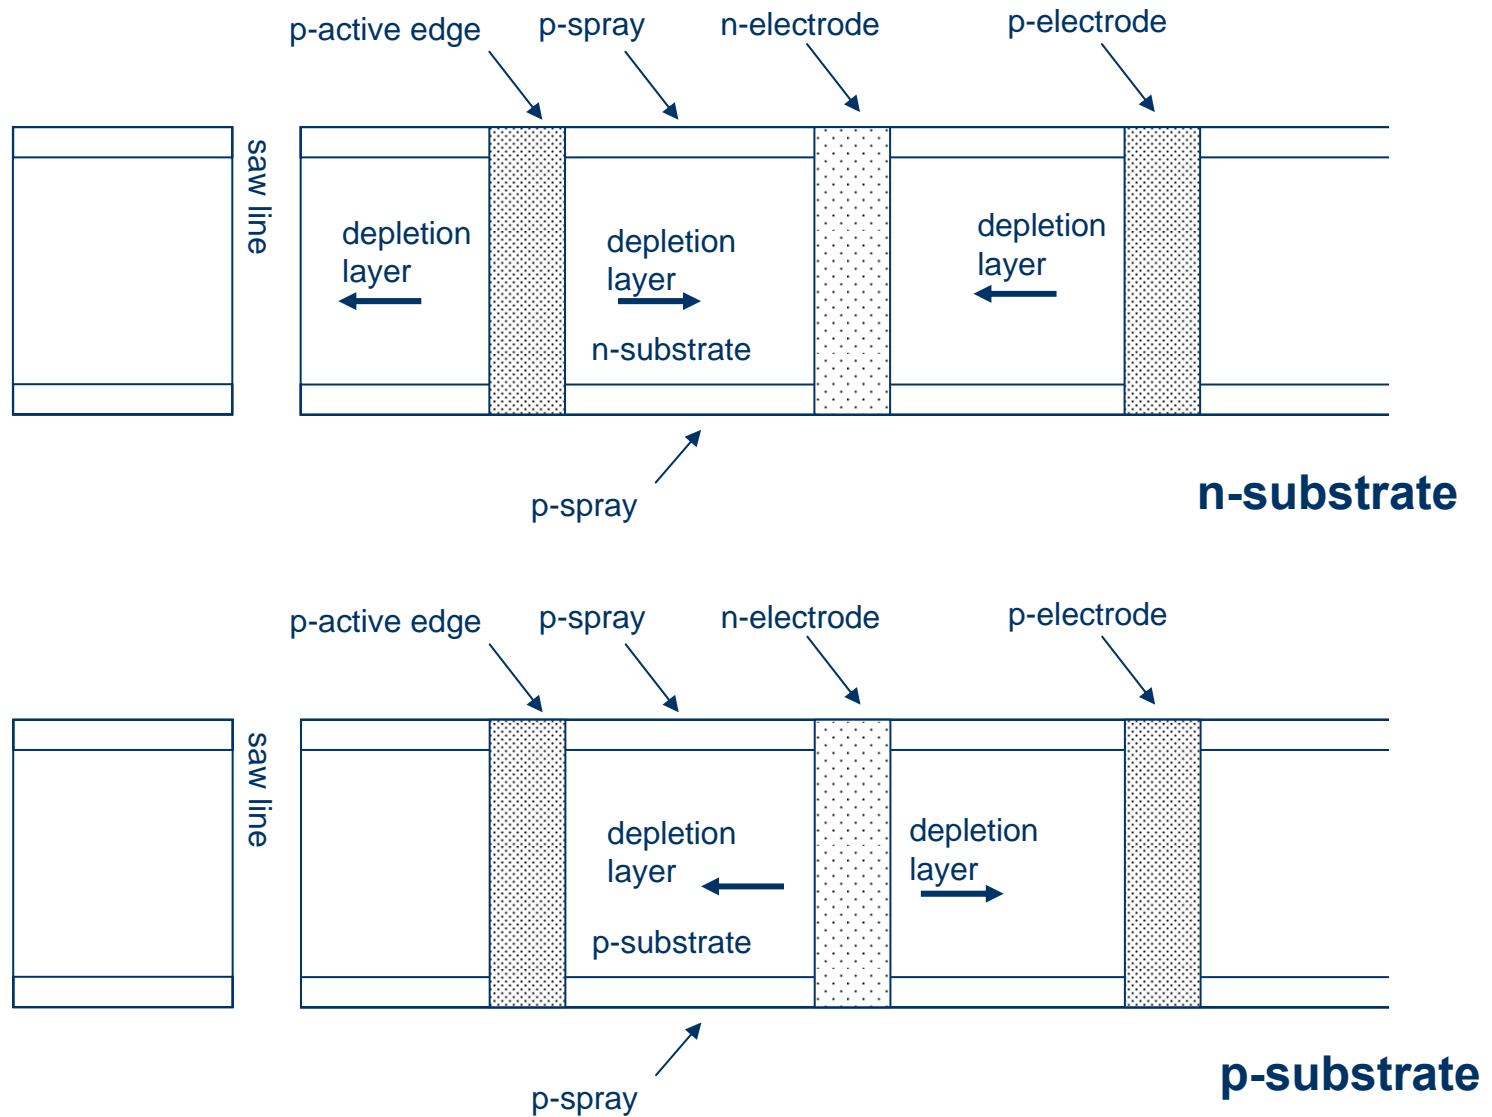 p-active edge
p-spray
n-electrode
p-electrode
saw line
depletion
layer
depletion
layer
depletion
layer
n-substrate
p-spray
n-substrate
p-active edge
p-spray
n-electrode
p-electrode
saw line
depletion
layer
depletion
layer
p-substrate
p-spray
p-substrate